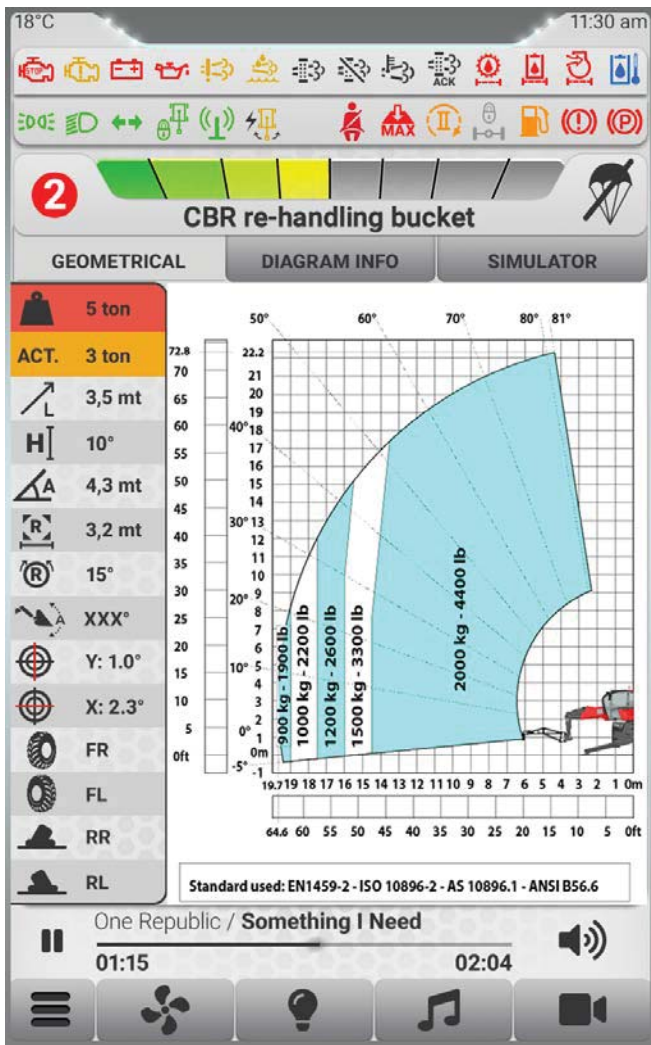 18°C 11:30 am
STOP
ACK
MAX
2
CBR re-handling bucket
GEOMETRICAL DIAGRAM INFO SIMULATOR
5 ton
ACT. 3 ton
L 3,5 mt
H 10°
A 4,3 mt
R 3,2 mt
R 15°
A XXX°
Y: 1.0°
X: 2.3°
FR
FL
RR
RL
50° 60° 70° 80° 81°
40°
30°
20°
10°
0°
-5°
72.8
70
65
60
55
50
45
40
35
30
25
20
15
10
5
0ft
22.2
21
20
19
18
17
16
15
14
13
12
11
10
9
8
7
6
5
4
3
2
1
0m
-1
900 kg - 1900 lb
1000 kg - 2200 lb
1200 kg - 2600 lb
1500 kg - 3300 lb
2000 kg - 4400 lb
19.7 19 18 17 16 15 14 13 12 11 10 9 8 7 6 5 4 3 2 1 0m
64.6 60 55 50 45 40 35 30 25 20 15 10 5 0ft
Standard used: EN1459-2 - ISO 10896-2 - AS 10896.1 - ANSI B56.6
One Republic / Something I Need
01:15 02:04